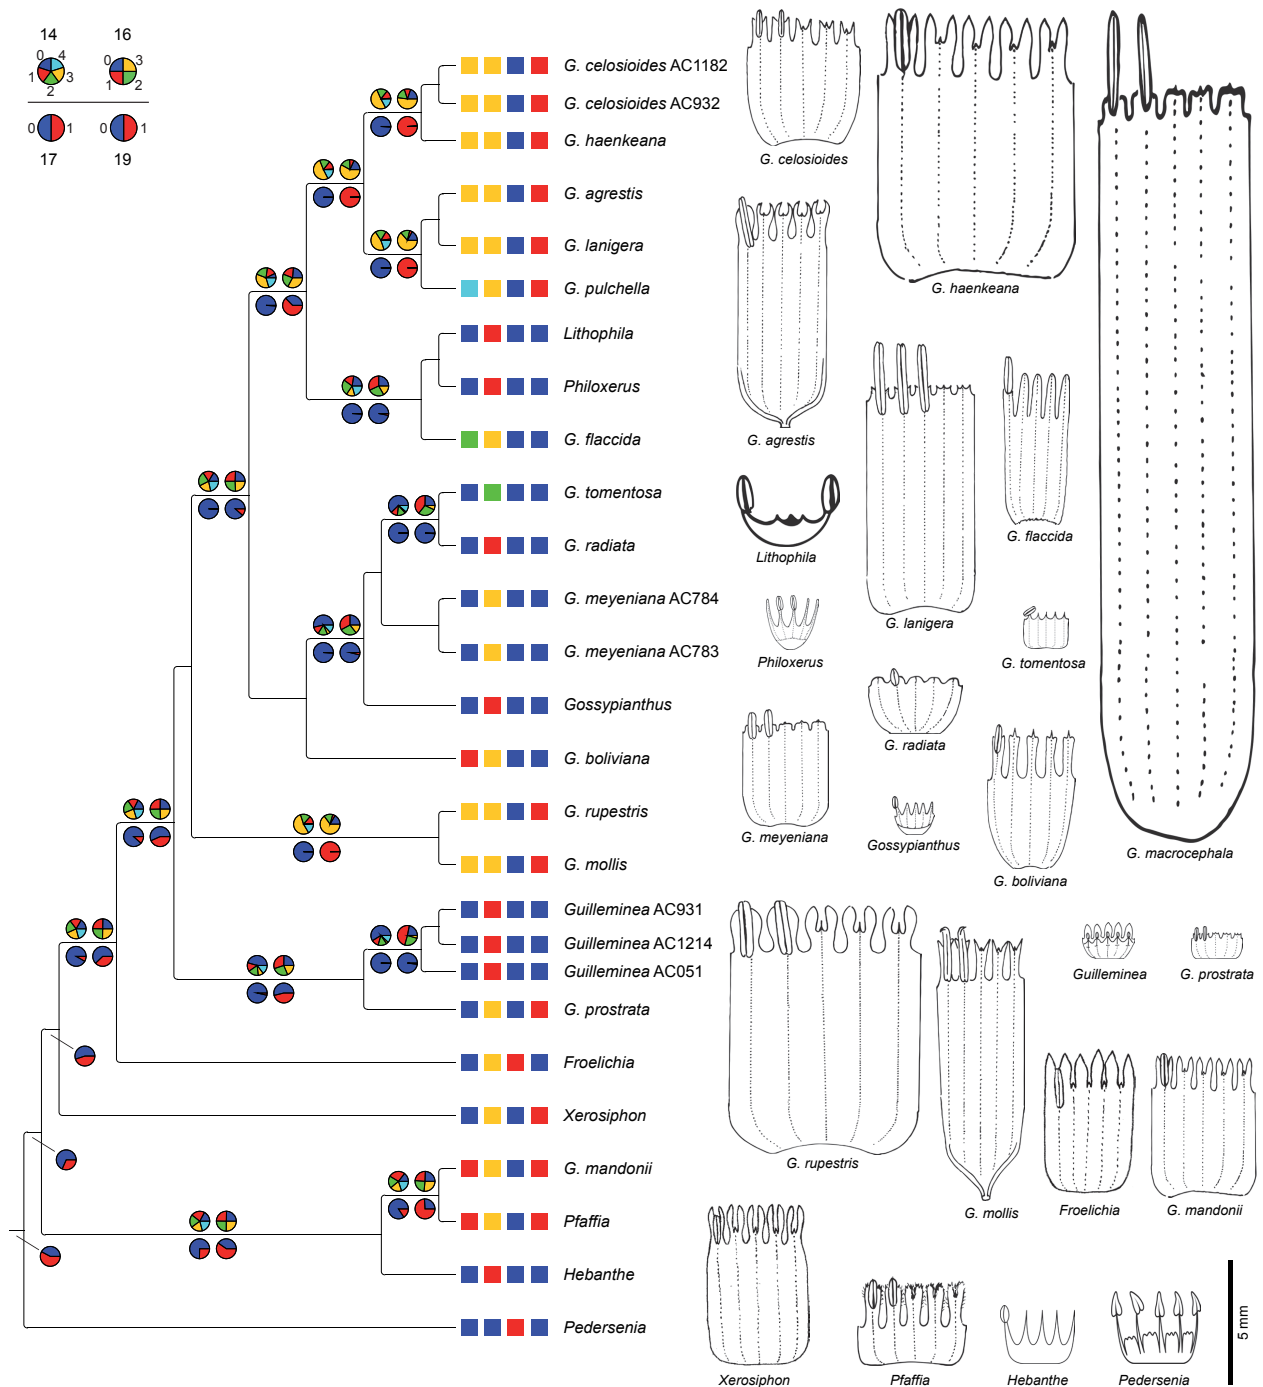 14 16
0 4 0 3
1 3 1 2
2
0 1 0 1
17 19
G. celosioides AC1182
G. celosioides AC932
G. haenkeana
G. agrestis
G. lanigera
G. pulchella
Lithophila
Philoxerus
G. flaccida
G. tomentosa
G. radiata
G. meyeniana AC784
G. meyeniana AC783
Gossypianthus
G. boliviana
G. rupestris
G. mollis
Guilleminea AC931
Guilleminea AC1214
Guilleminea AC051
G. prostrata
Froelichia
Xerosiphon
G. mandonii
Pfaffia
Hebanthe
Pedersenia
G. celosioides
G. haenkeana
G. agrestis
G. flaccida
Lithophila
G. lanigera
Philoxerus
G. tomentosa
G. radiata
G. meyeniana
Gossypianthus
G. boliviana
G. macrocephala
Guilleminea
G. prostrata
G. rupestris
G. mollis
Froelichia
G. mandonii
Xerosiphon
Pfaffia
Hebanthe
Pedersenia
5 mm